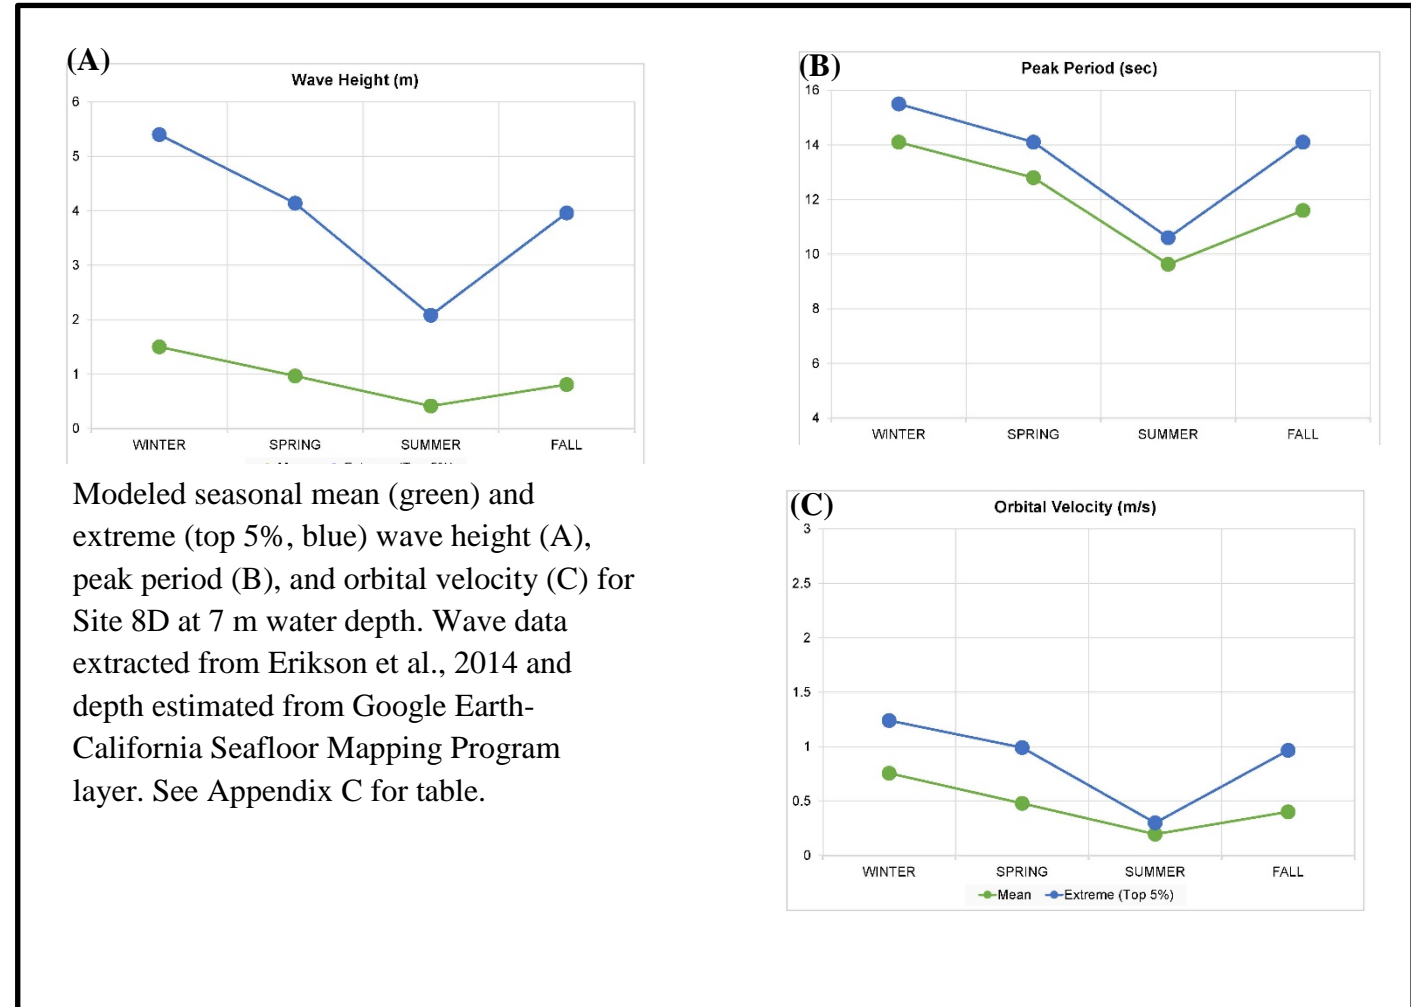 (A)
Wave Height (m)
6
5
4
3
2
1
0
WINTER SPRING SUMMER FALL
Modeled seasonal mean (green) and
extreme (top 5%, blue) wave height (A),
peak period (B), and orbital velocity (C) for
Site 8D at 7 m water depth. Wave data
extracted from Erikson et al., 2014 and
depth estimated from Google Earth-
California Seafloor Mapping Program
layer. See Appendix C for table.
(B)
Peak Period (sec)
16
14
12
10
8
6
4
WINTER SPRING SUMMER FALL
(C)
Orbital Velocity (m/s)
3
2.5
2
1.5
1
0.5
0
WINTER SPRING SUMMER FALL
Mean Extreme (Top 5%)